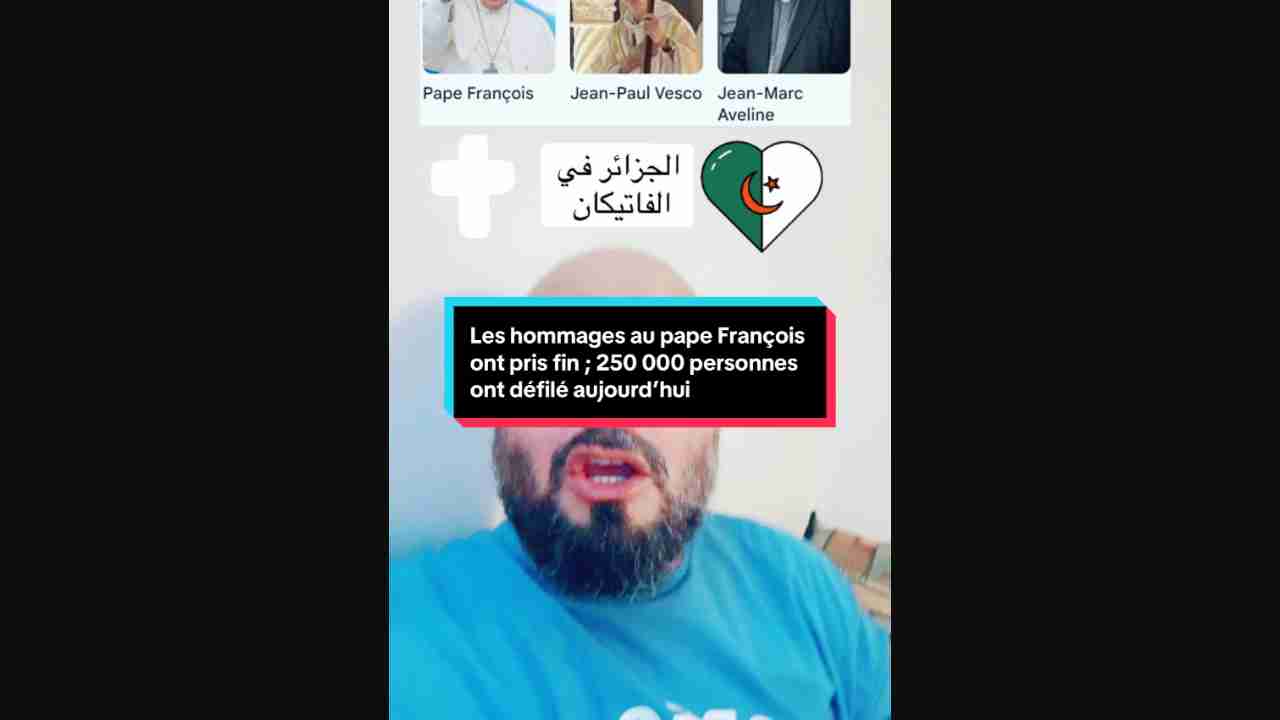 Pape François
Jean-Paul Vesco
Jean-Marc
Aveline
الجزائر في
الفاتيكان
Les hommages au pape François
ont pris fin ; 250 000 personnes
ont défilé aujourd’hui